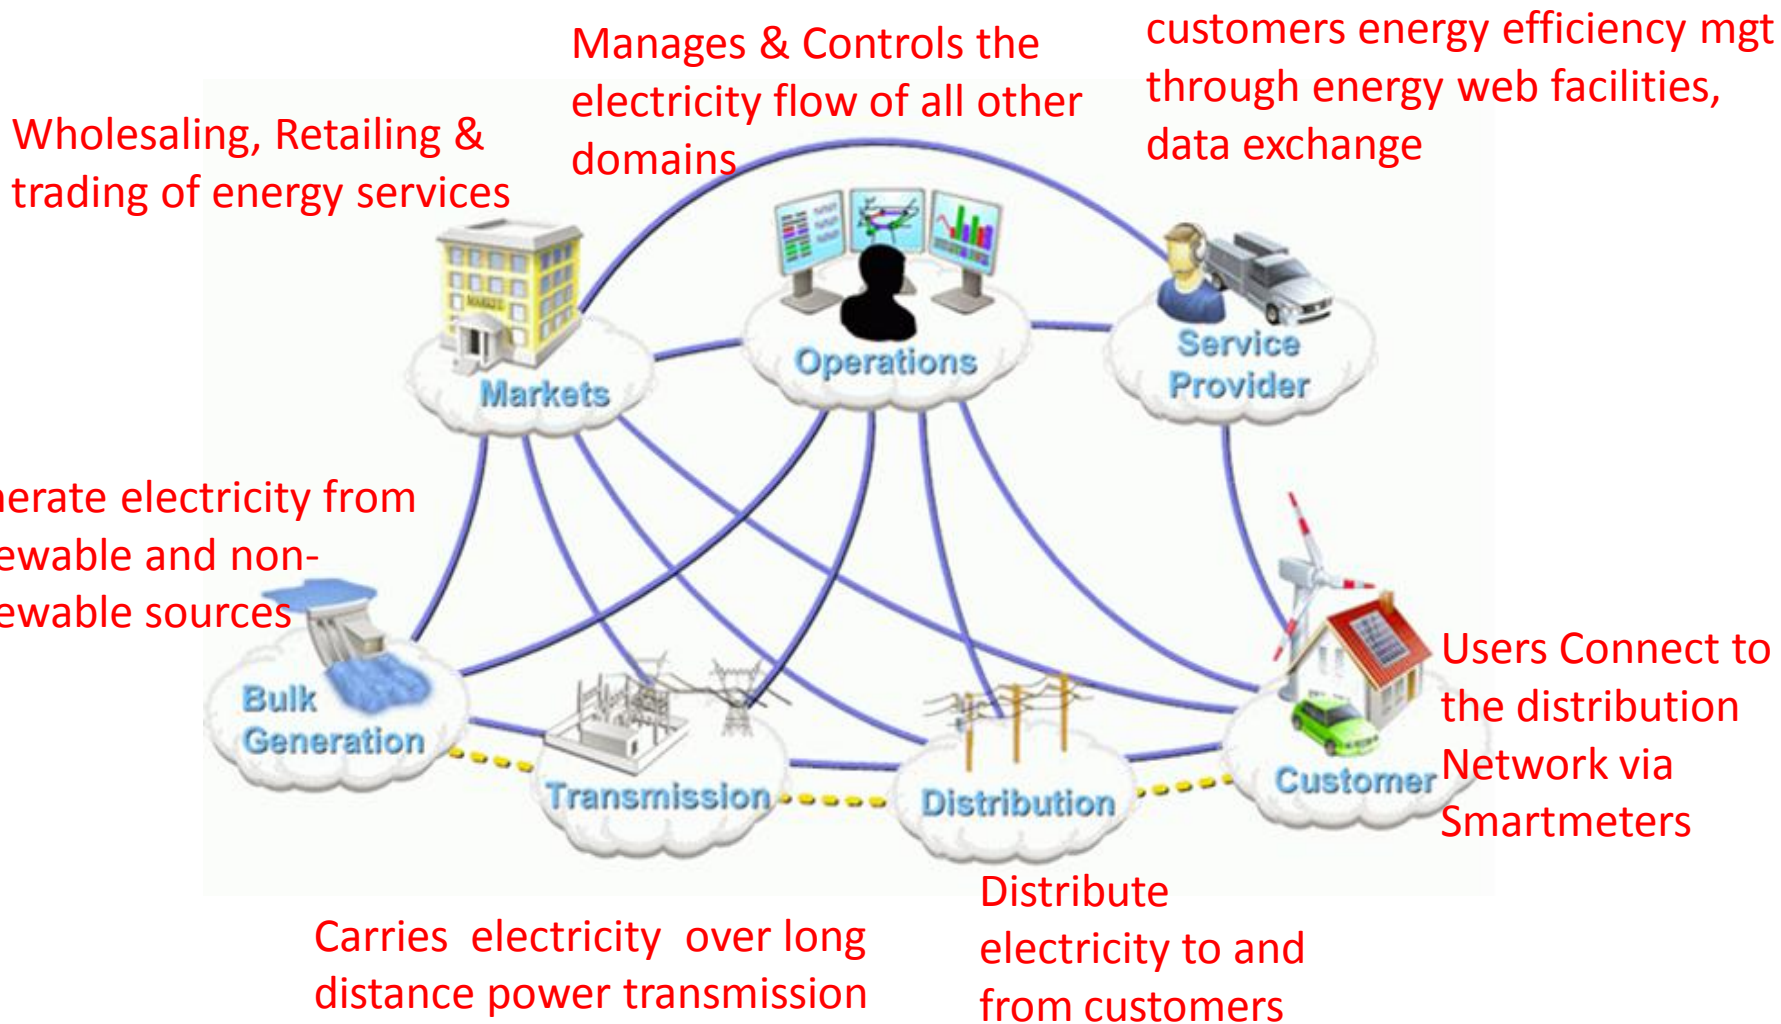 Manages & Controls the
electricity flow of all other
domains
customers energy efficiency mgt
through energy web facilities,
data exchange
Wholesaling, Retailing &
trading of energy services
MARKET
Markets
Operations
Service
Provider
nerate electricity from
ewable and non-
ewable sources
Bulk
Generation
Transmission
Distribution
Customer
Users Connect to
the distribution
Network via
Smartmeters
Carries electricity over long
distance power transmission
Distribute
electricity to and
from customers